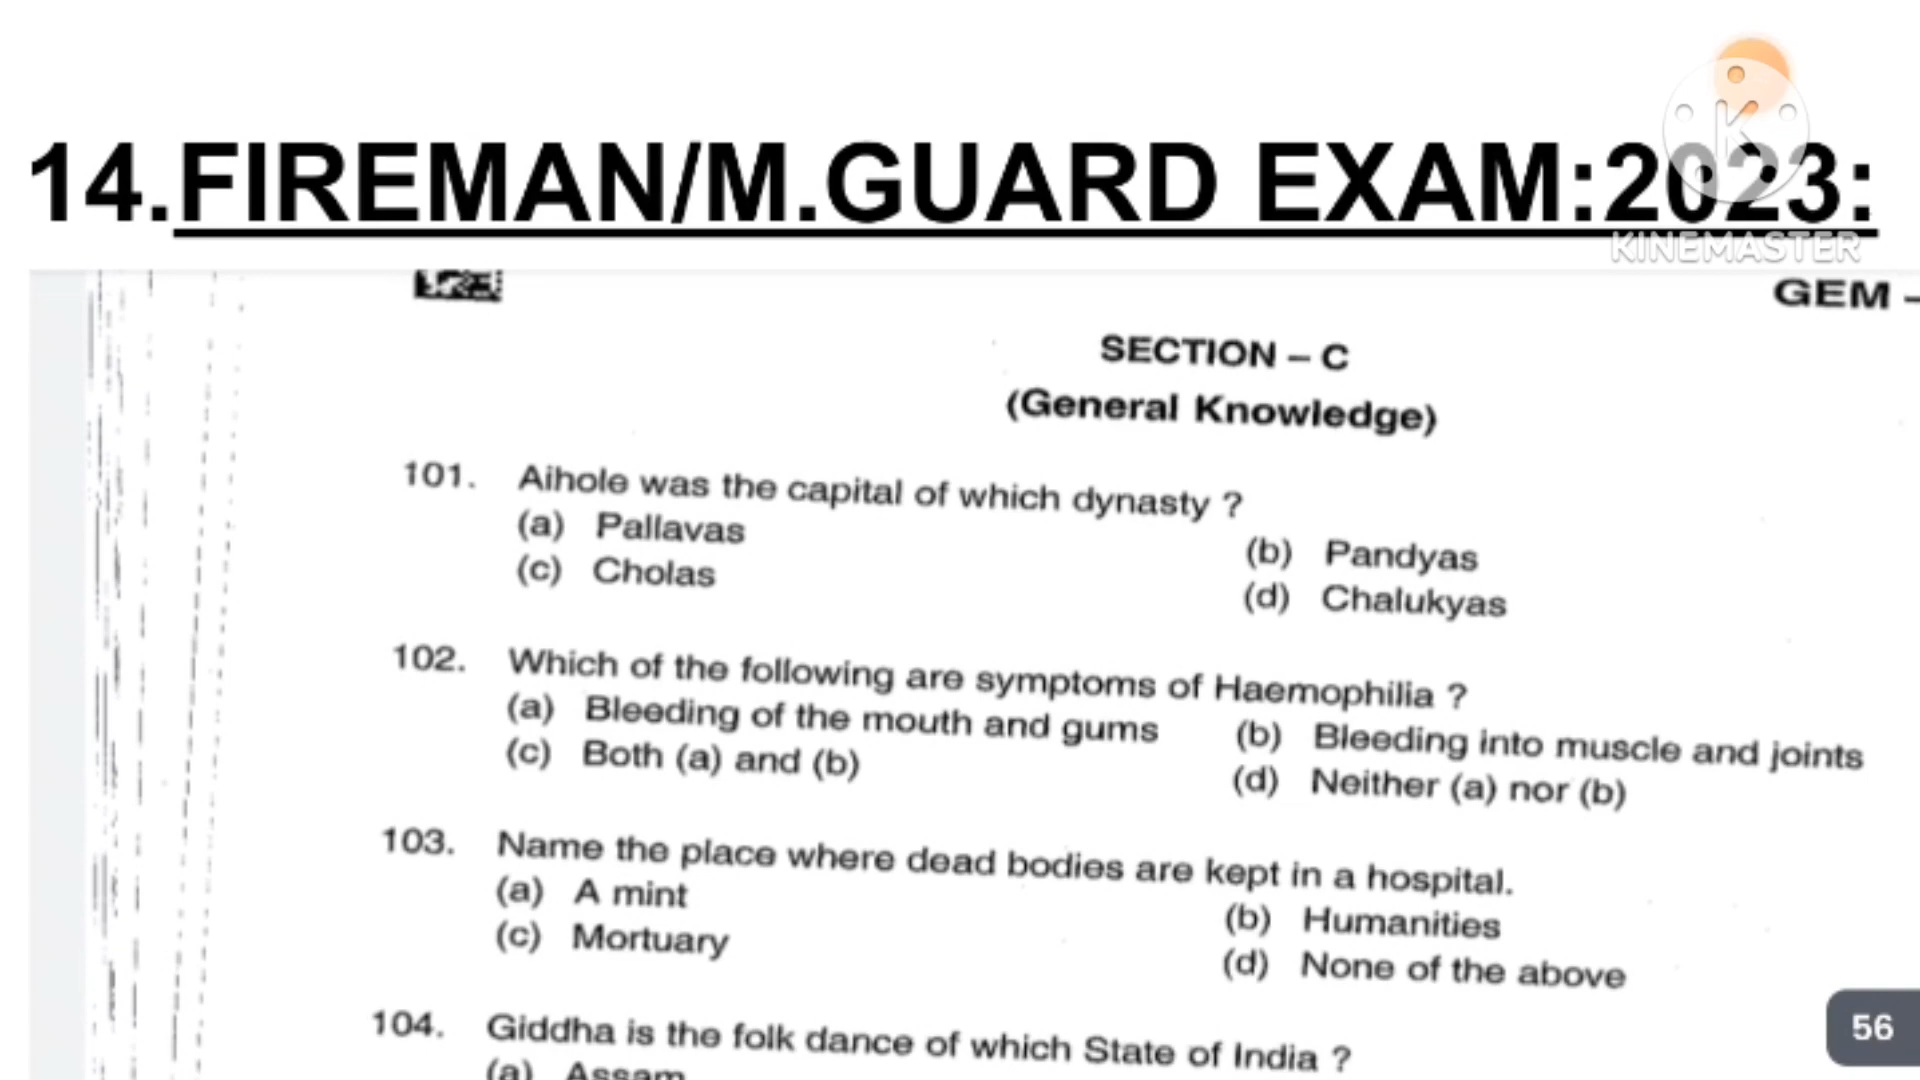 14.FIREMAN/M.GUARD EXAM:2023:
KINEMASTER
GEM –
SECTION – C
(General Knowledge)
101. Aihole was the capital of which dynasty ?
(a) Pallavas (b) Pandyas
(c) Cholas (d) Chalukyas
102. Which of the following are symptoms of Haemophilia ?
(a) Bleeding of the mouth and gums (b) Bleeding into muscle and joints
(c) Both (a) and (b) (d) Neither (a) nor (b)
103. Name the place where dead bodies are kept in a hospital.
(a) A mint (b) Humanities
(c) Mortuary (d) None of the above
104. Giddha is the folk dance of which State of India ?
(a) Assam
56